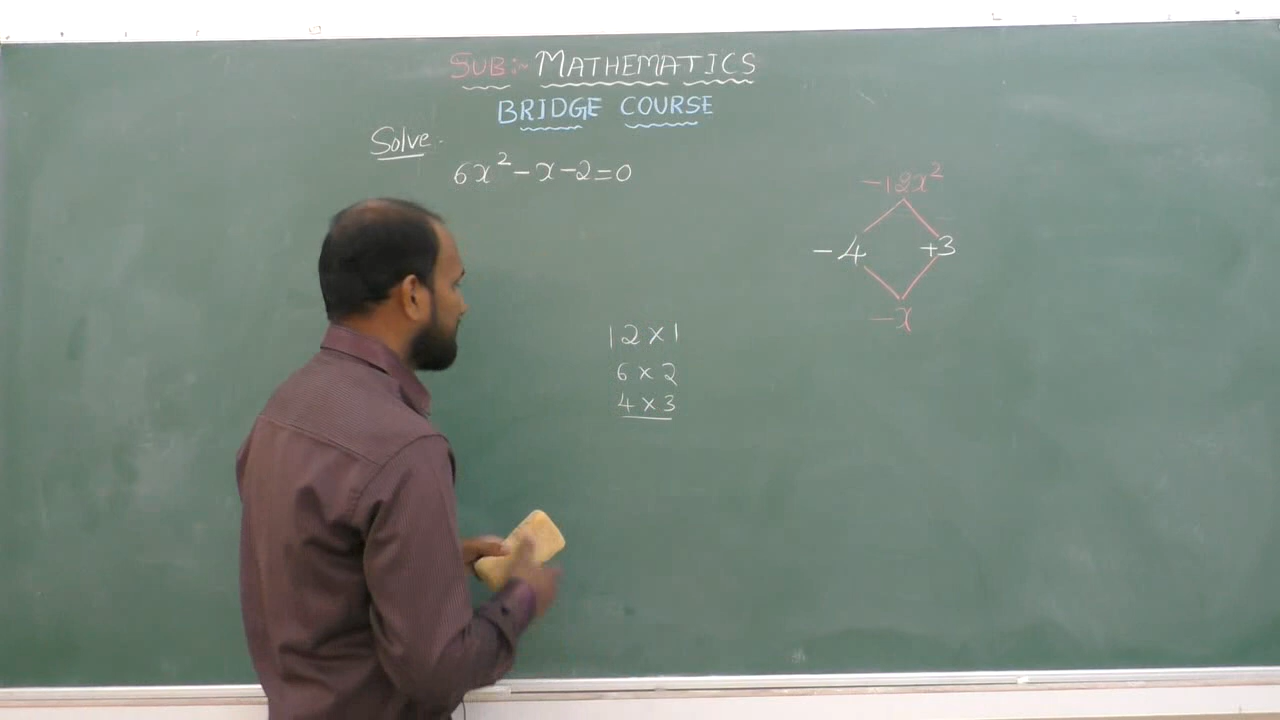 SUB:- MATHEMATICS
BRIDGE COURSE
Solve.
6x² - x - 2 = 0
-12x²
-4 +3
-x
12 x 1
6 x 2
4 x 3